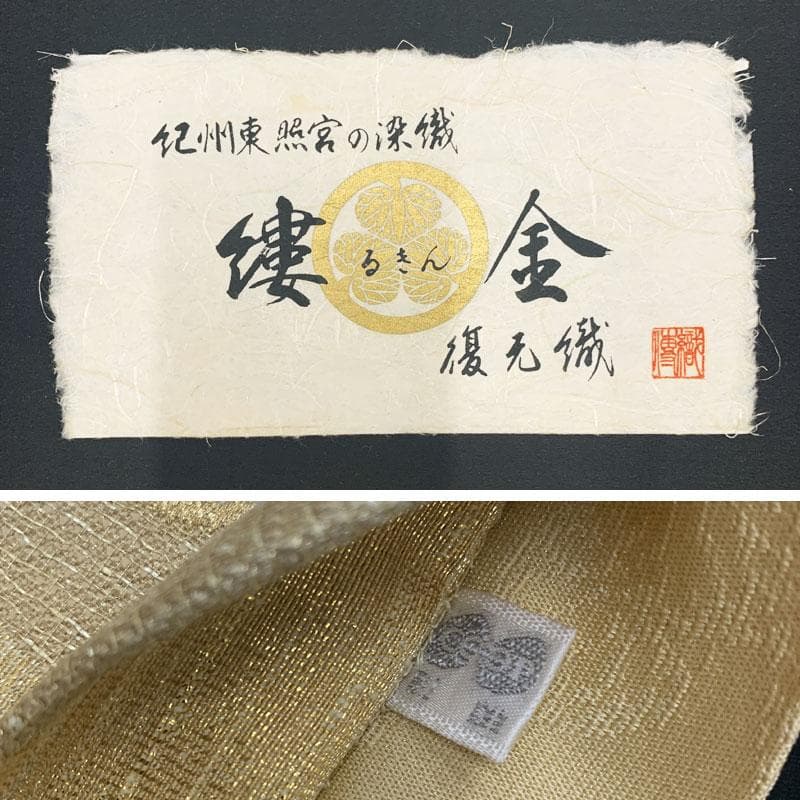 紀州東照宮の染織
縷金
るきん
復元織